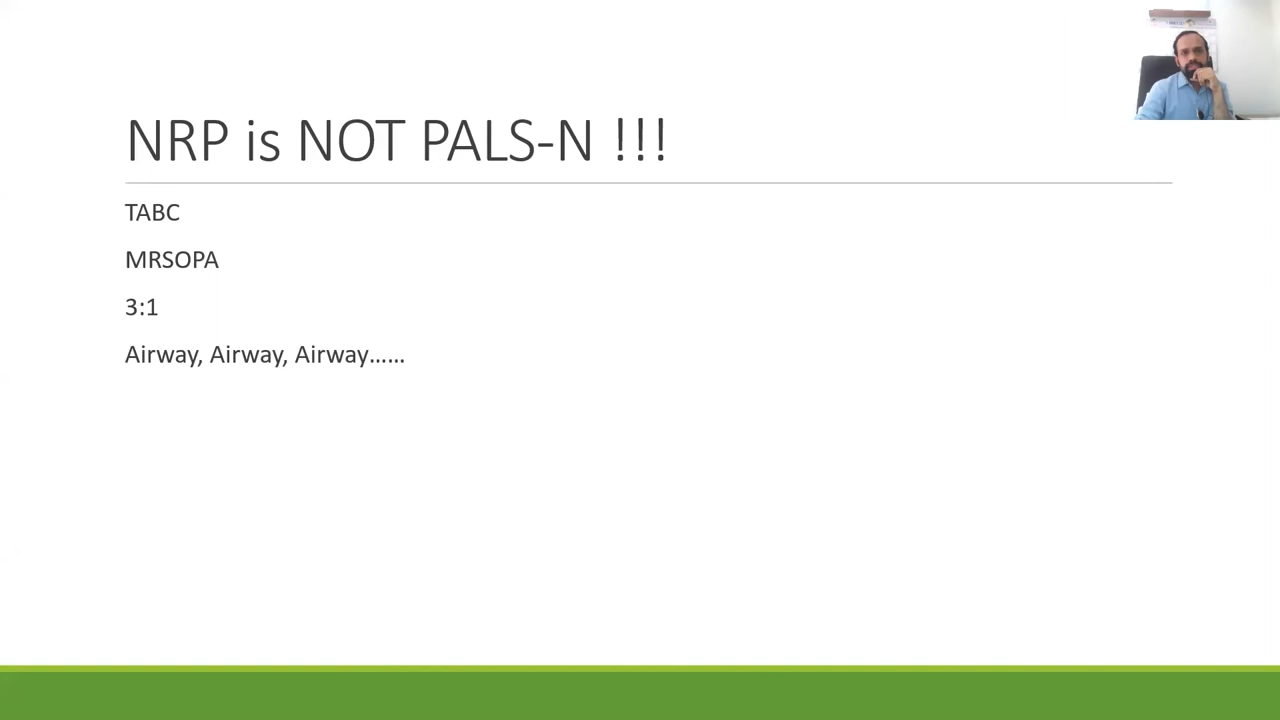 NRP is NOT PALS-N !!!
TABC
MRSOPA
3:1
Airway, Airway, Airway......